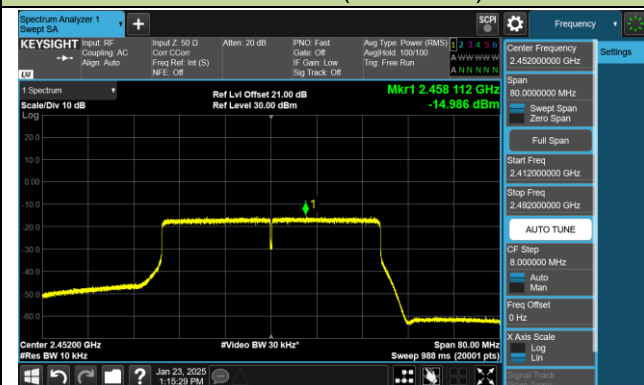 Spectrum Analyzer 1
Swept SA
SCPI
Frequency
KEYSIGHT
Input: RF
Coupling: AC
Align: Auto
Input Z: 50 Ω
Corr CCorr
Freq Ref: Int (S)
NFE: Off
Atten: 20 dB
PNO: Fast
Gate: Off
IF Gain: Low
Sig Track: Off
Avg Type: Power (RMS)
Avg|Hold: 100/100
Trig: Free Run
1 2 3 4 5 6
A W W W W W
A N N N N N
LXI
1 Spectrum
Scale/Div 10 dB
Log
Ref Lvl Offset 21.00 dB
Ref Level 30.00 dBm
Mkr1 2.458 112 GHz
-14.986 dBm
20.0
10.0
0.00
-10.0
-20.0
-30.0
-40.0
-50.0
-60.0
1
Center 2.45200 GHz
#Res BW 10 kHz
#Video BW 30 kHz*
Span 80.00 MHz
Sweep 988 ms (20001 pts)
Jan 23, 2025
1:15:29 PM
Settings
Center Frequency
2.452000000 GHz
Span
80.0000000 MHz
Swept Span
Zero Span
Full Span
Start Freq
2.412000000 GHz
Stop Freq
2.492000000 GHz
AUTO TUNE
CF Step
8.000000 MHz
Auto
Man
Freq Offset
0 Hz
X Axis Scale
Log
Lin
Signal Track